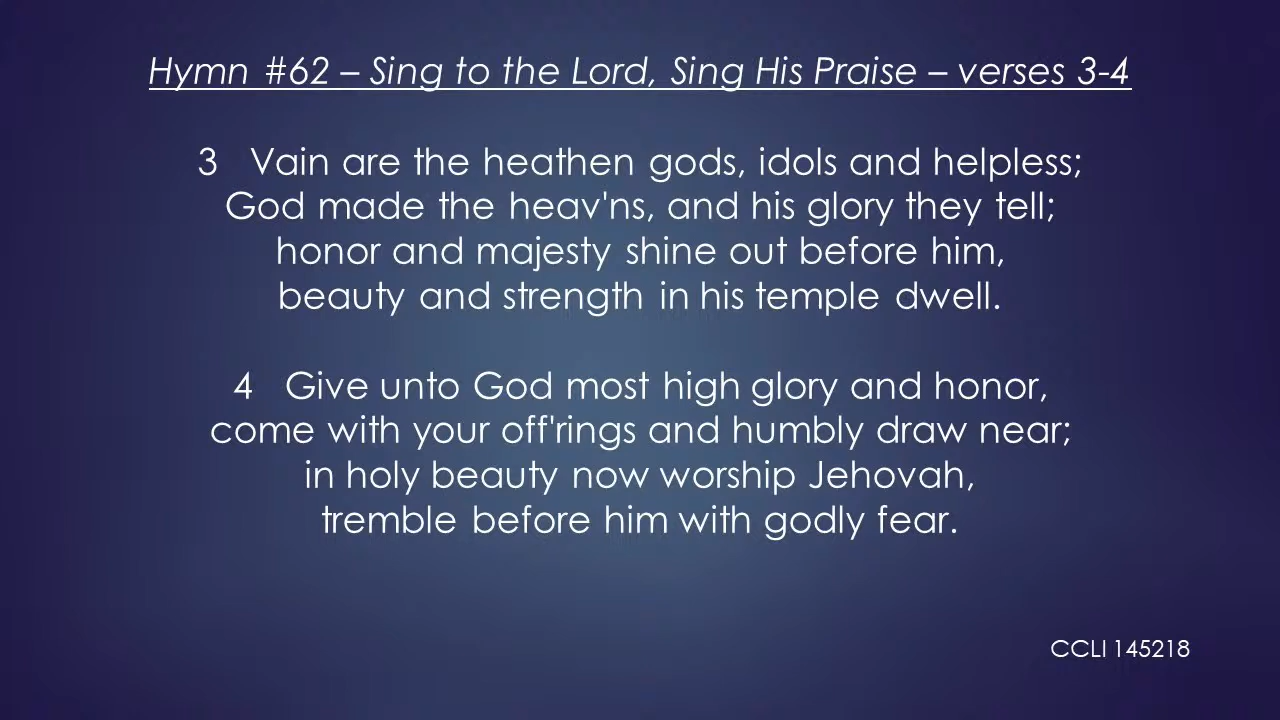 Hymn #62 – Sing to the Lord, Sing His Praise – verses 3-4
3 Vain are the heathen gods, idols and helpless;
God made the heav'ns, and his glory they tell;
honor and majesty shine out before him,
beauty and strength in his temple dwell.
4 Give unto God most high glory and honor,
come with your off'rings and humbly draw near;
in holy beauty now worship Jehovah,
tremble before him with godly fear.
CCLI 145218